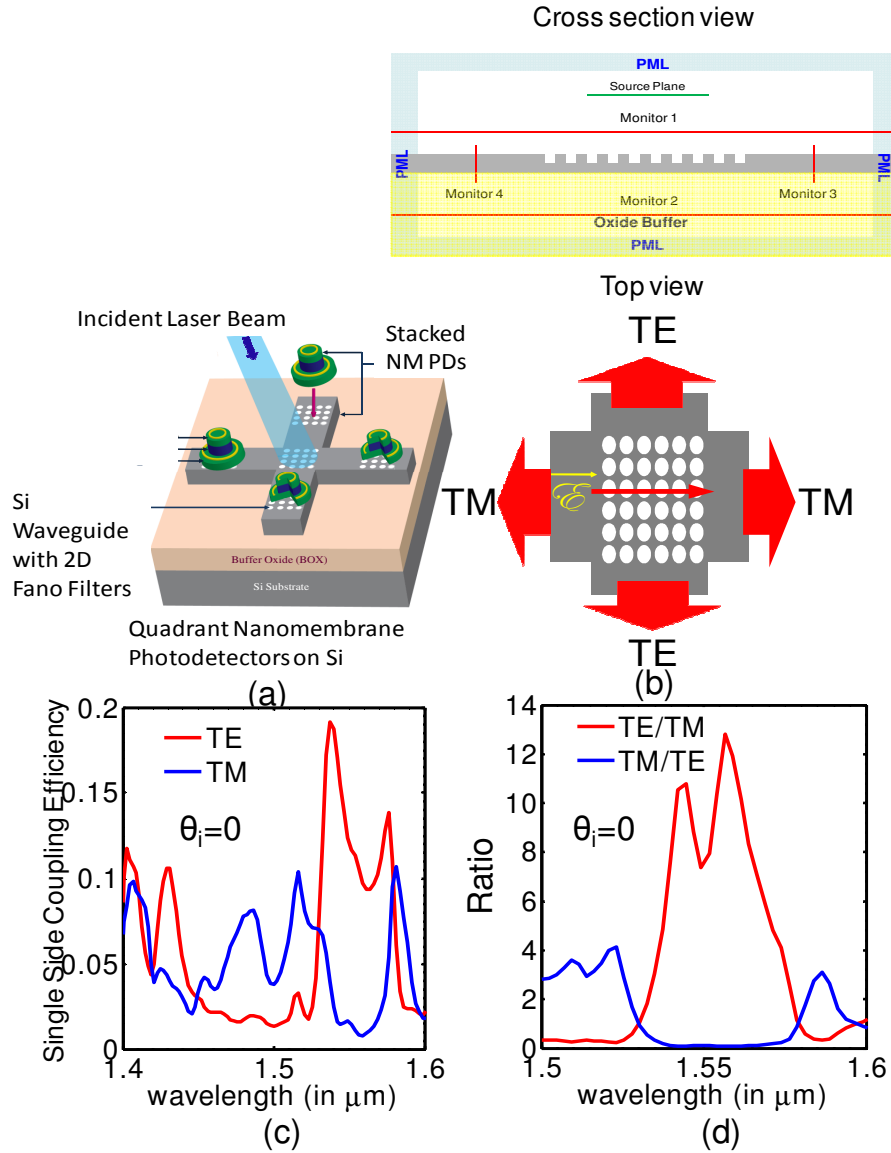 Cross section view
PML
Source Plane
Monitor 1
PML
PML
Monitor 4
Monitor 2
Monitor 3
Oxide Buffer
PML
Top view
TE
Incident Laser Beam
Stacked
NM PDs
TM
ℰ
TM
Si
Waveguide
with 2D
Fano Filters
Buffer Oxide (BOX)
Si Substrate
Quadrant Nanomembrane
Photodetectors on Si
TE
(a)
(b)
Single Side Coupling Efficiency
0.2
0.15
0.1
0.05
0
TE
TM
θi=0
1.4
1.5
1.6
wavelength (in μm)
(c)
Ratio
14
12
10
8
6
4
2
0
TE/TM
TM/TE
θi=0
1.5
1.55
1.6
wavelength (in μm)
(d)